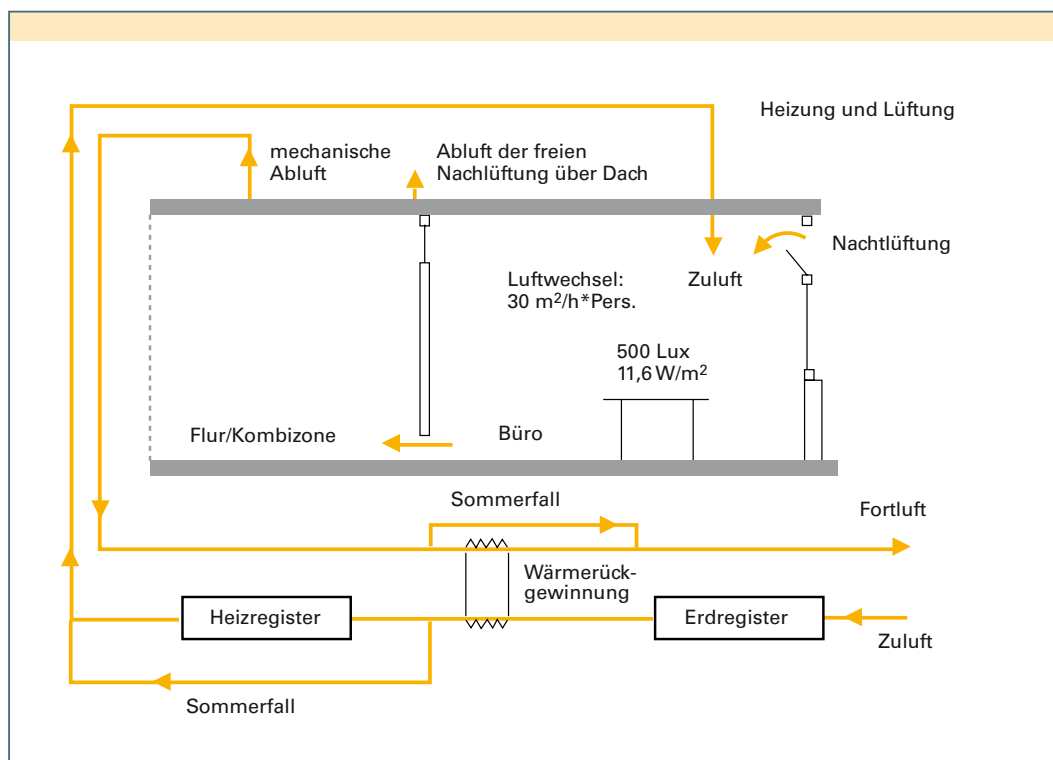 Heizung und Lüftung
mechanische
Abluft
Abluft der freien
Nachlüftung über Dach
Nachtlüftung
Luftwechsel:
30 m²/h*Pers.
Zuluft
500 Lux
11,6 W/m²
Flur/Kombizone
Büro
Sommerfall
Fortluft
Wärmerück-
gewinnung
Heizregister
Erdregister
Zuluft
Sommerfall